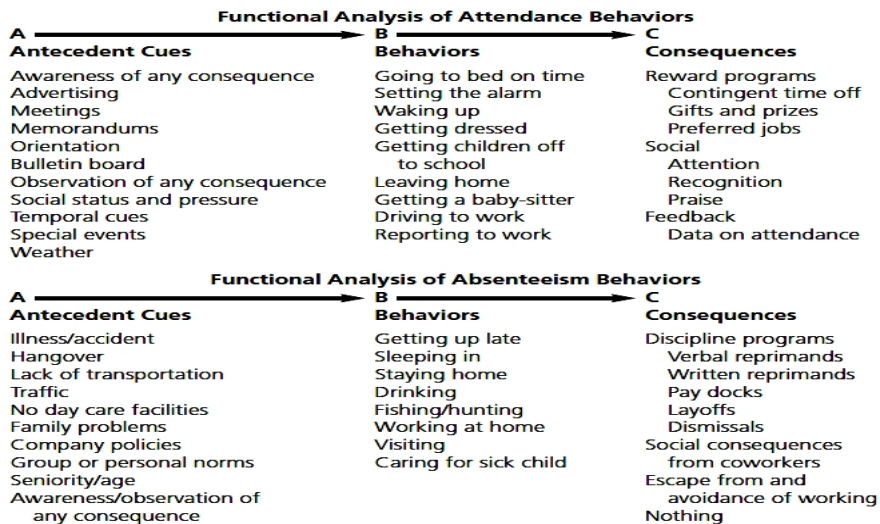 Functional Analysis of Attendance Behaviors
A B C
Antecedent Cues Behaviors Consequences
Awareness of any consequence Going to bed on time Reward programs
Advertising Setting the alarm Contingent time off
Meetings Waking up Gifts and prizes
Memorandums Getting dressed Preferred jobs
Orientation Getting children off Social
Bulletin board to school Attention
Observation of any consequence Leaving home Recognition
Social status and pressure Getting a baby-sitter Praise
Temporal cues Driving to work Feedback
Special events Reporting to work Data on attendance
Weather
Functional Analysis of Absenteeism Behaviors
A B C
Antecedent Cues Behaviors Consequences
Illness/accident Getting up late Discipline programs
Hangover Sleeping in Verbal reprimands
Lack of transportation Staying home Written reprimands
Traffic Drinking Pay docks
No day care facilities Fishing/hunting Layoffs
Family problems Working at home Dismissals
Company policies Visiting Social consequences
Group or personal norms Caring for sick child from coworkers
Seniority/age Escape from and
Awareness/observation of avoidance of working
any consequence Nothing